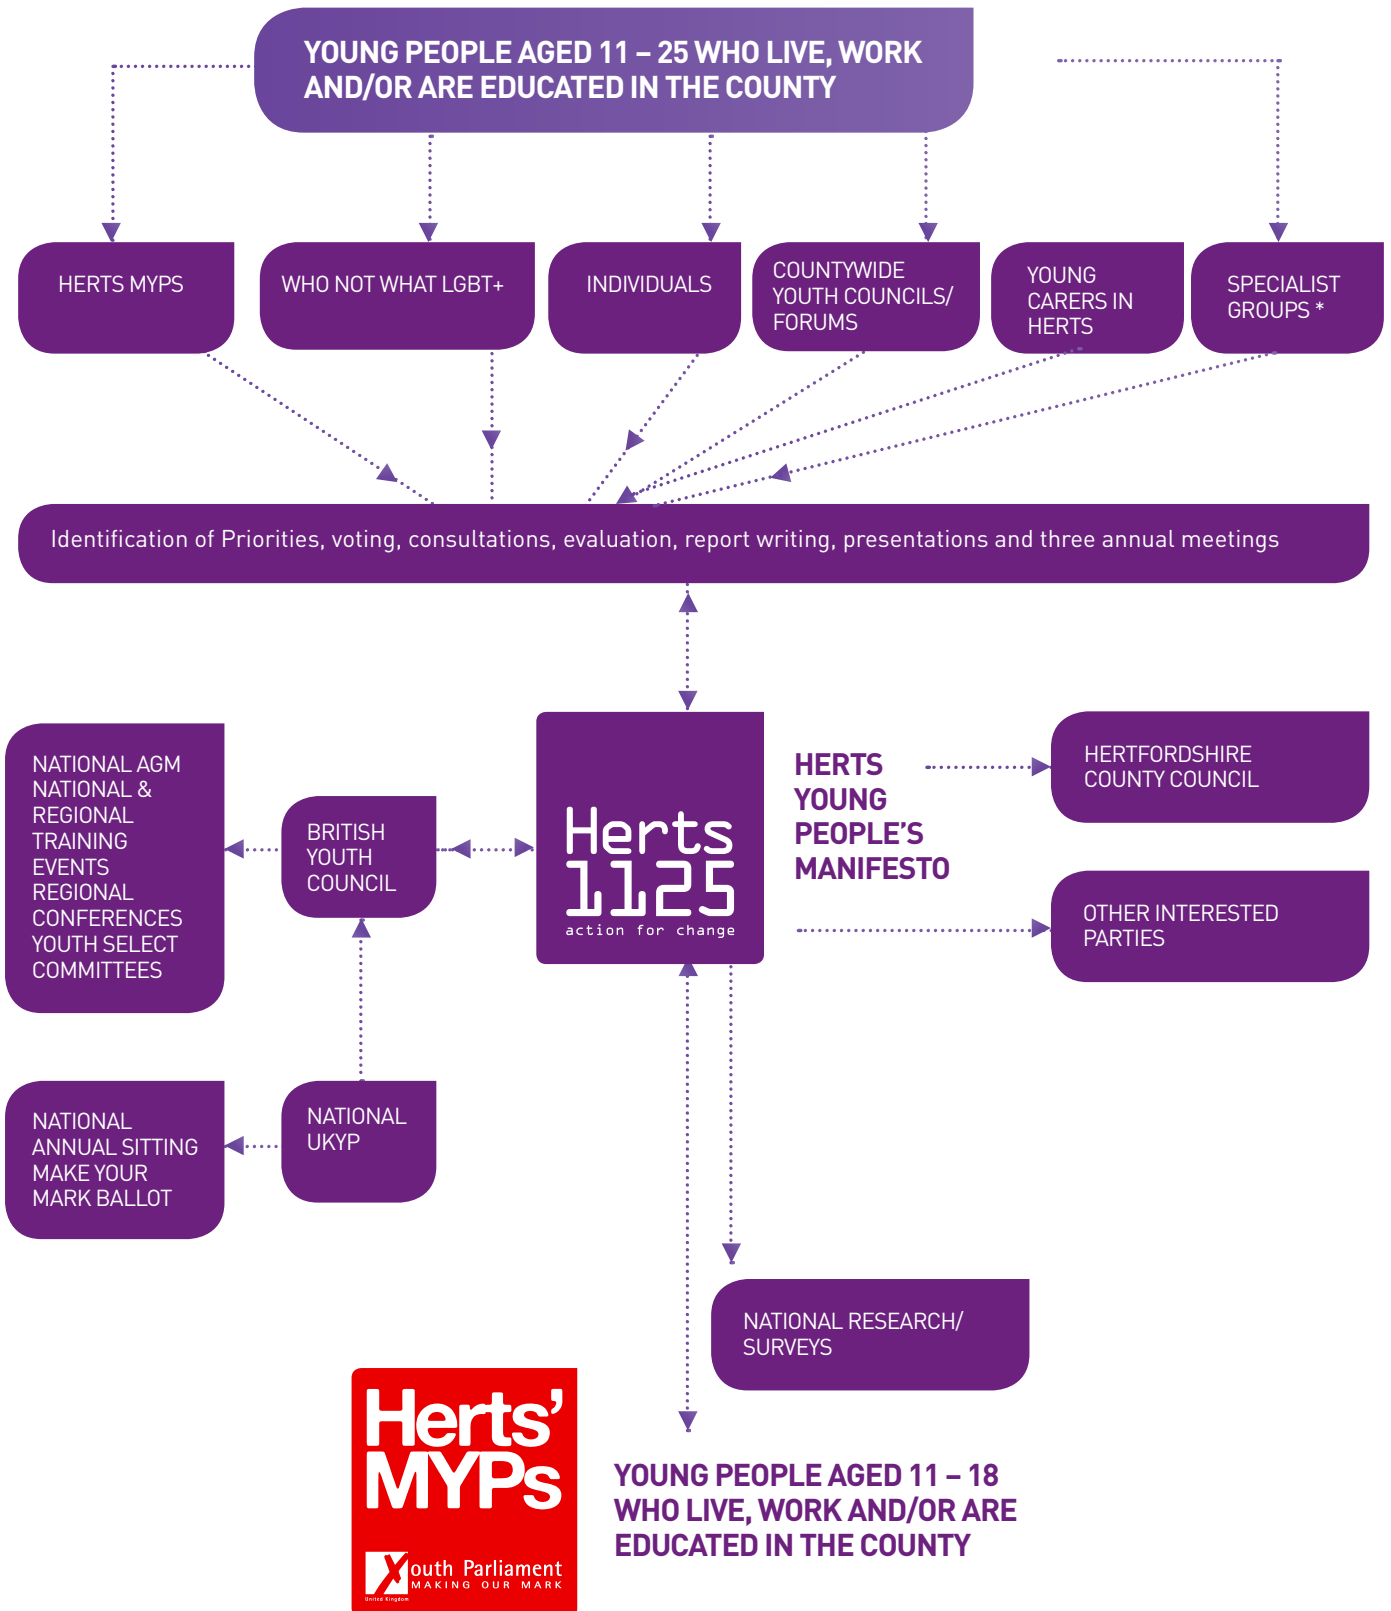 YOUNG PEOPLE AGED 11 – 25 WHO LIVE, WORK
AND/OR ARE EDUCATED IN THE COUNTY
HERTS MYPS
WHO NOT WHAT LGBT+
INDIVIDUALS
COUNTYWIDE
YOUTH COUNCILS/
FORUMS
YOUNG
CARERS IN
HERTS
SPECIALIST
GROUPS *
Identification of Priorities, voting, consultations, evaluation, report writing, presentations and three annual meetings
NATIONAL AGM
NATIONAL &
REGIONAL
TRAINING
EVENTS
REGIONAL
CONFERENCES
YOUTH SELECT
COMMITTEES
BRITISH
YOUTH
COUNCIL
Herts
1125
action for change
HERTS
YOUNG
PEOPLE’S
MANIFESTO
HERTFORDSHIRE
COUNTY COUNCIL
OTHER INTERESTED
PARTIES
NATIONAL
ANNUAL SITTING
MAKE YOUR
MARK BALLOT
NATIONAL
UKYP
NATIONAL RESEARCH/
SURVEYS
Herts’
MYPs
Youth Parliament
MAKING OUR MARK
United Kingdom
YOUNG PEOPLE AGED 11 – 18
WHO LIVE, WORK AND/OR ARE
EDUCATED IN THE COUNTY